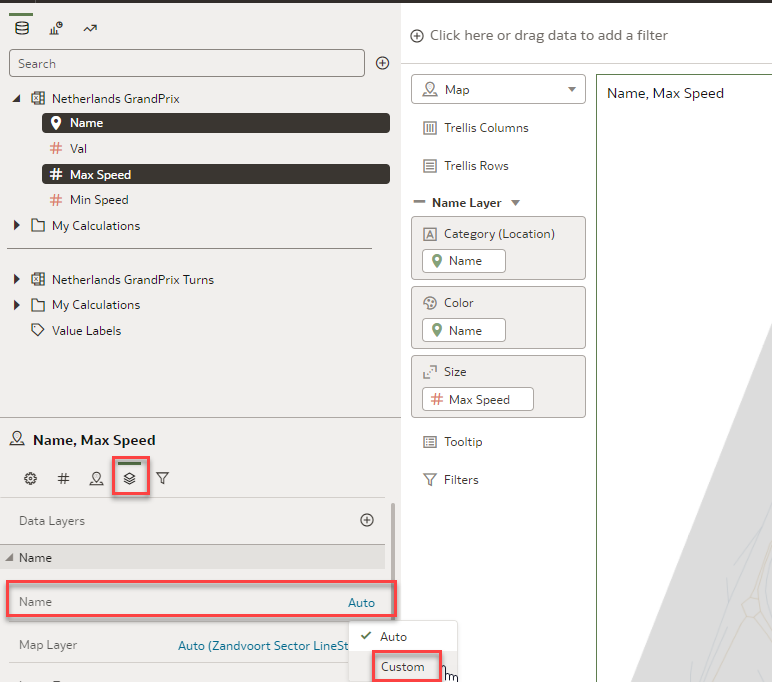 Search
Netherlands GrandPrix
Name
Val
Max Speed
Min Speed
My Calculations
Netherlands GrandPrix Turns
My Calculations
Value Labels
Name, Max Speed
Data Layers
Name
Name Auto
Map Layer Auto (Zandvoort Sector LineSt
Auto
Custom
Click here or drag data to add a filter
Map
Trellis Columns
Trellis Rows
Name Layer
Category (Location)
Name
Color
Name
Size
Max Speed
Tooltip
Filters
Name, Max Speed